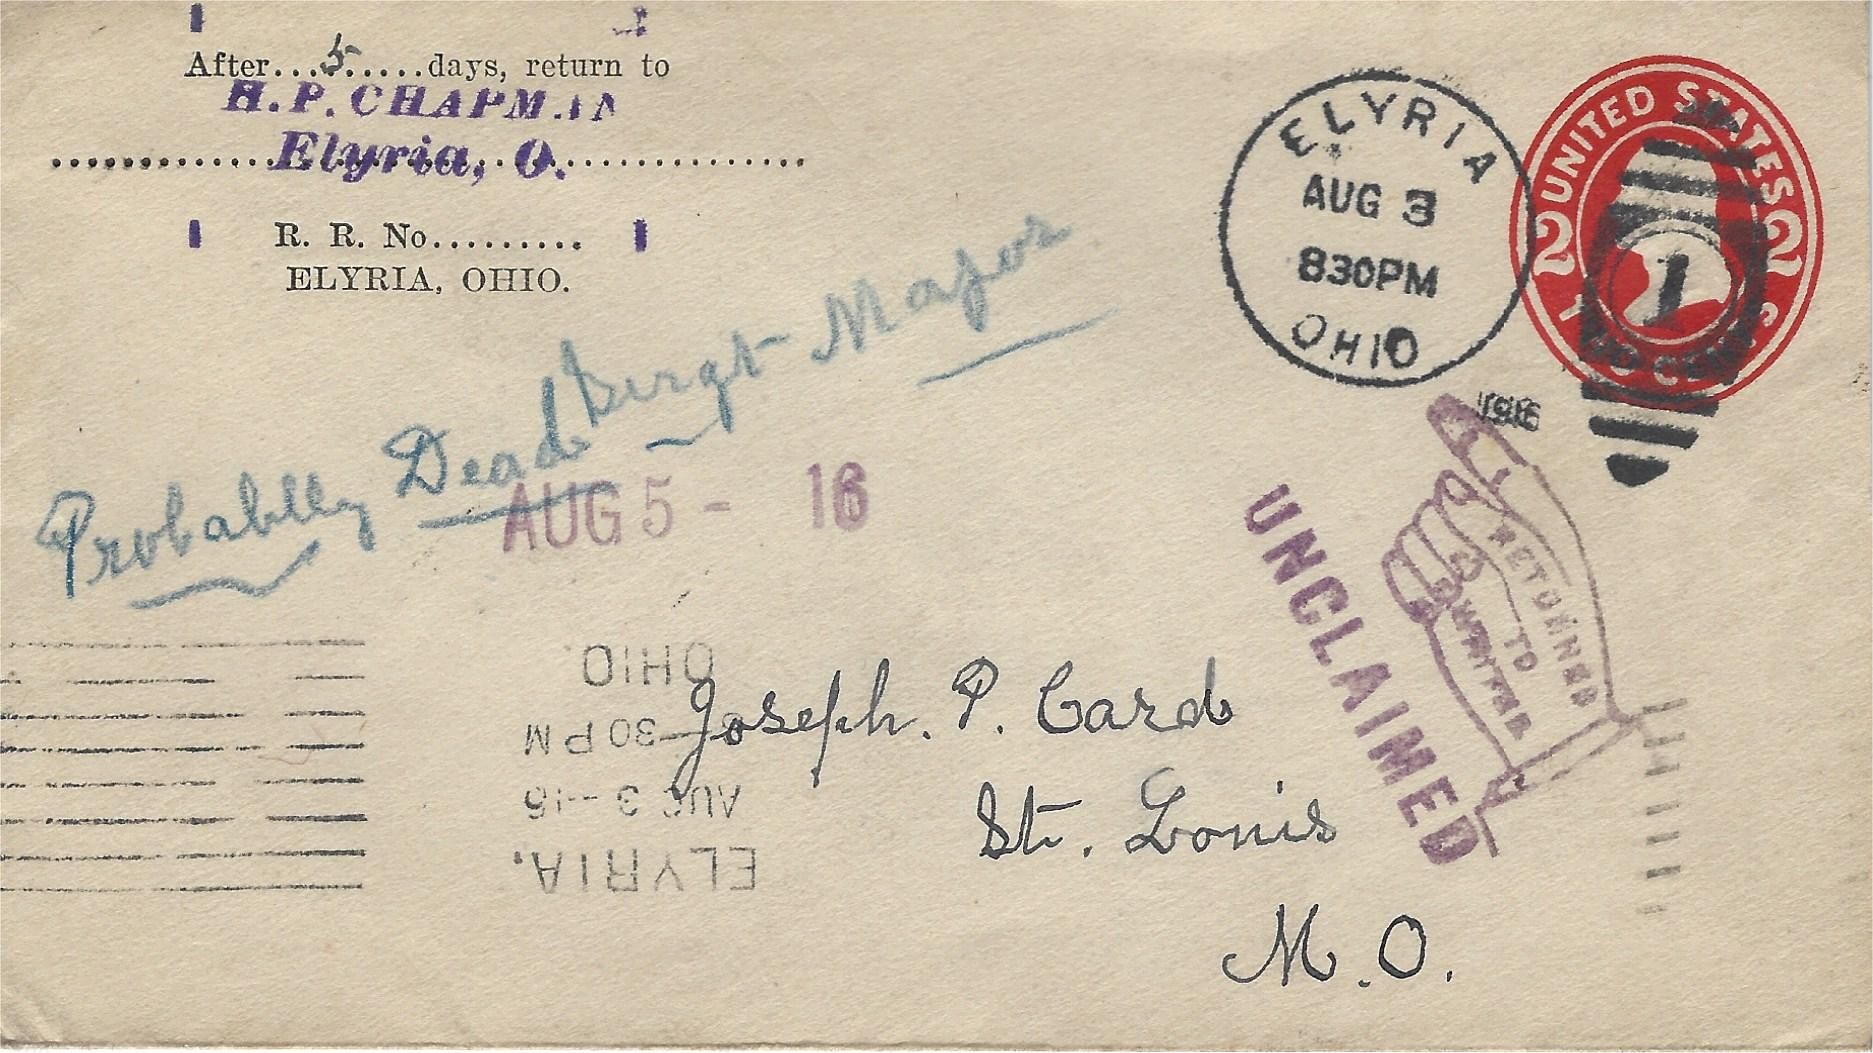 After...5.....days, return to
H. P. CHAPMAN
Elyria, O.
R. R. No..........
ELYRIA, OHIO.
ELYRIA
AUG 3
830PM
OHIO
1916
UNITED STATES
2 2
TWO CENTS
1
Probablly Dead Major
AUG 5 - 16
UNCLAIMED
RETURNED
TO
WRITER
OHIO.
-30 PM
AUG 3--16
ELYRIA,
Joseph. P. Card
St. Louis
M.O.